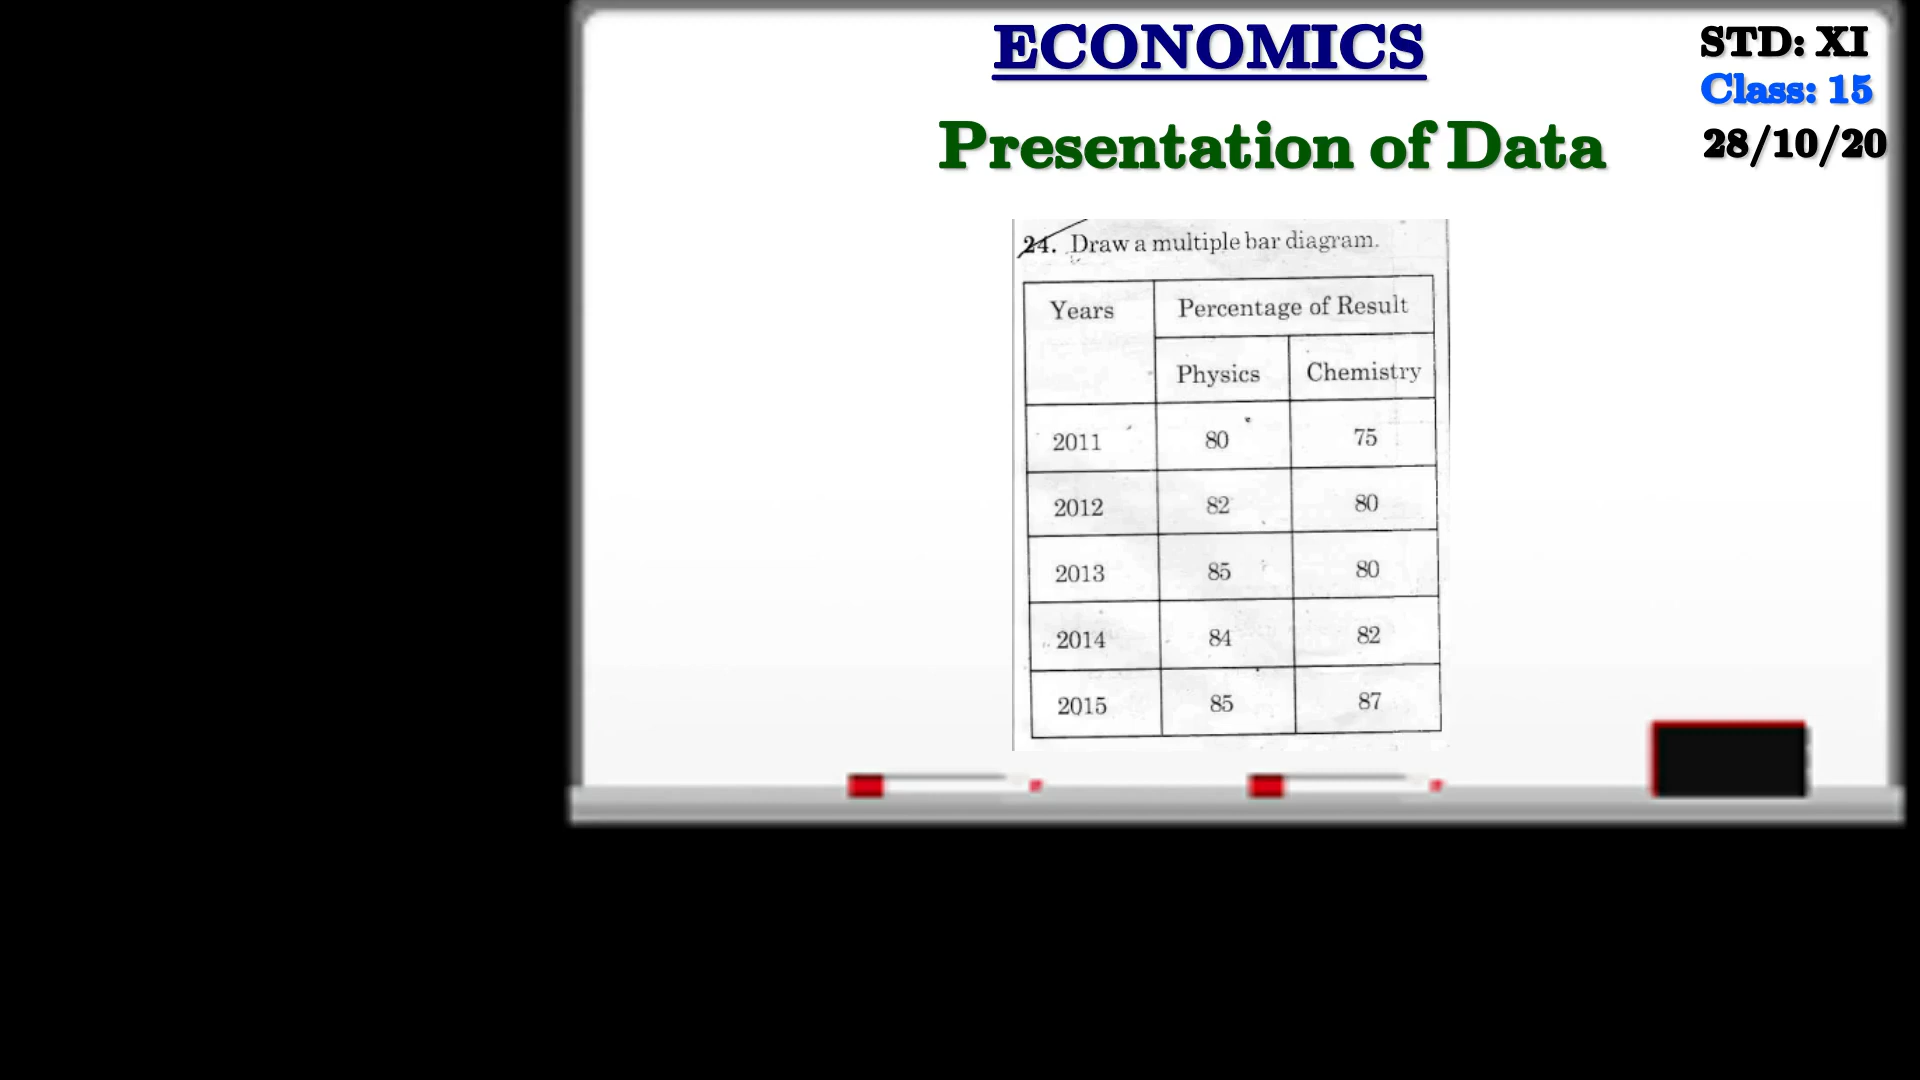 ECONOMICS
STD: XI
Class: 15
28/10/20
Presentation of Data
24. Draw a multiple bar diagram.
Years Percentage of Result
Physics Chemistry
2011 80 75
2012 82 80
2013 85 80
2014 84 82
2015 85 87